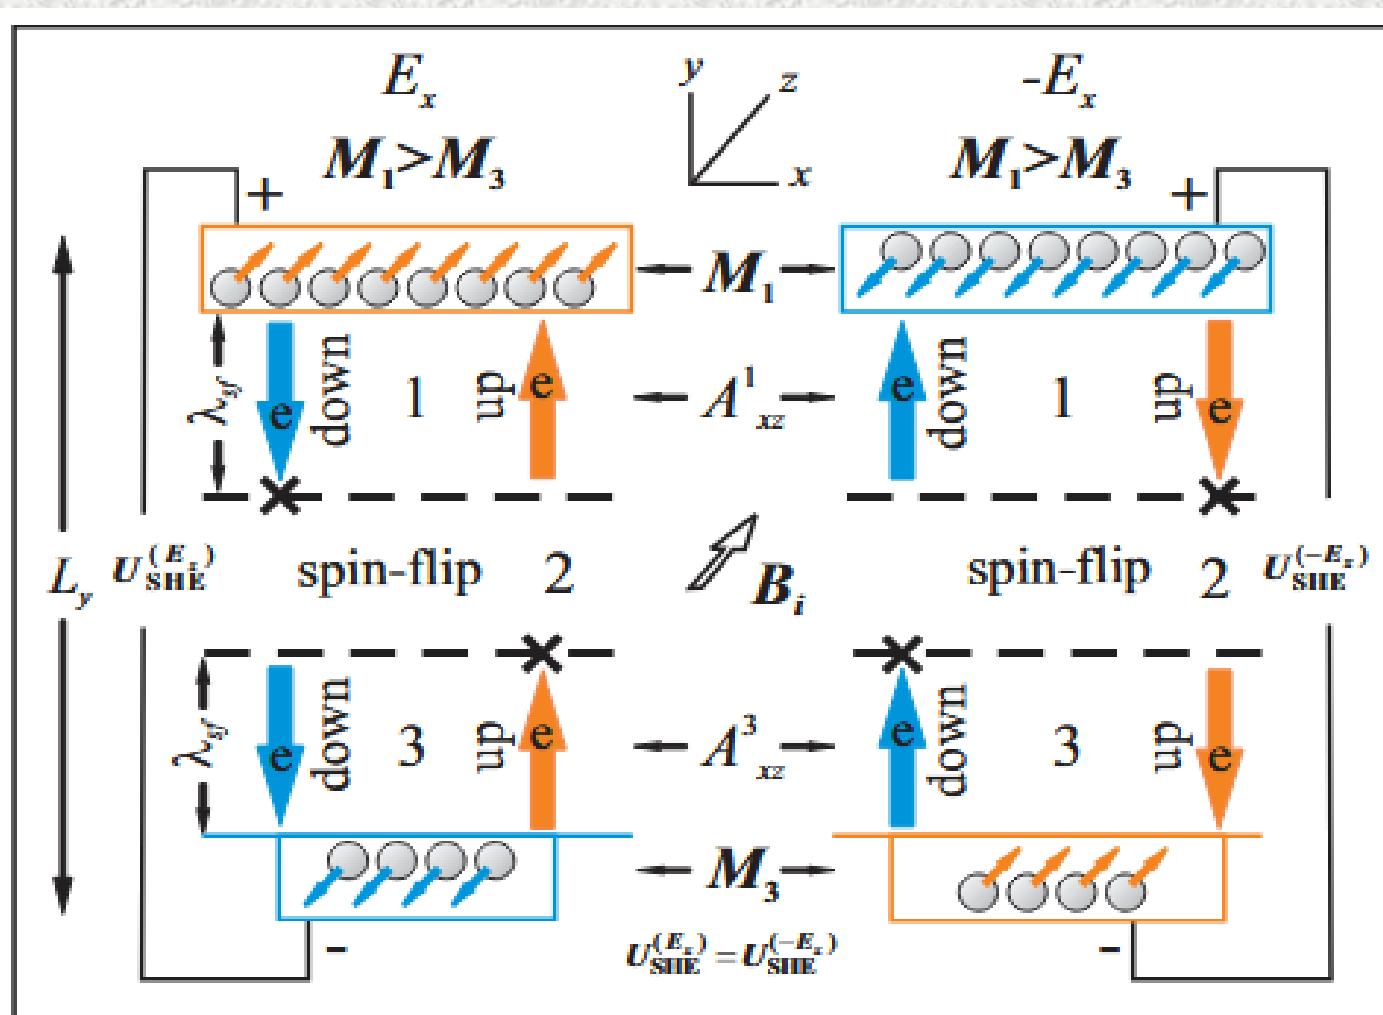 E_x y z -E_x
M_1>M_3 x M_1>M_3
+ +
M_1
λ_sf e down 1 up e A^1_xz e down 1 up e
L_y U_SHE^(E_x) spin-flip 2 B_i spin-flip 2 U_SHE^(-E_x)
λ_sf e down 3 up e A^3_xz e down 3 up e
M_3
- U_SHE^(E_x) = U_SHE^(-E_x) -